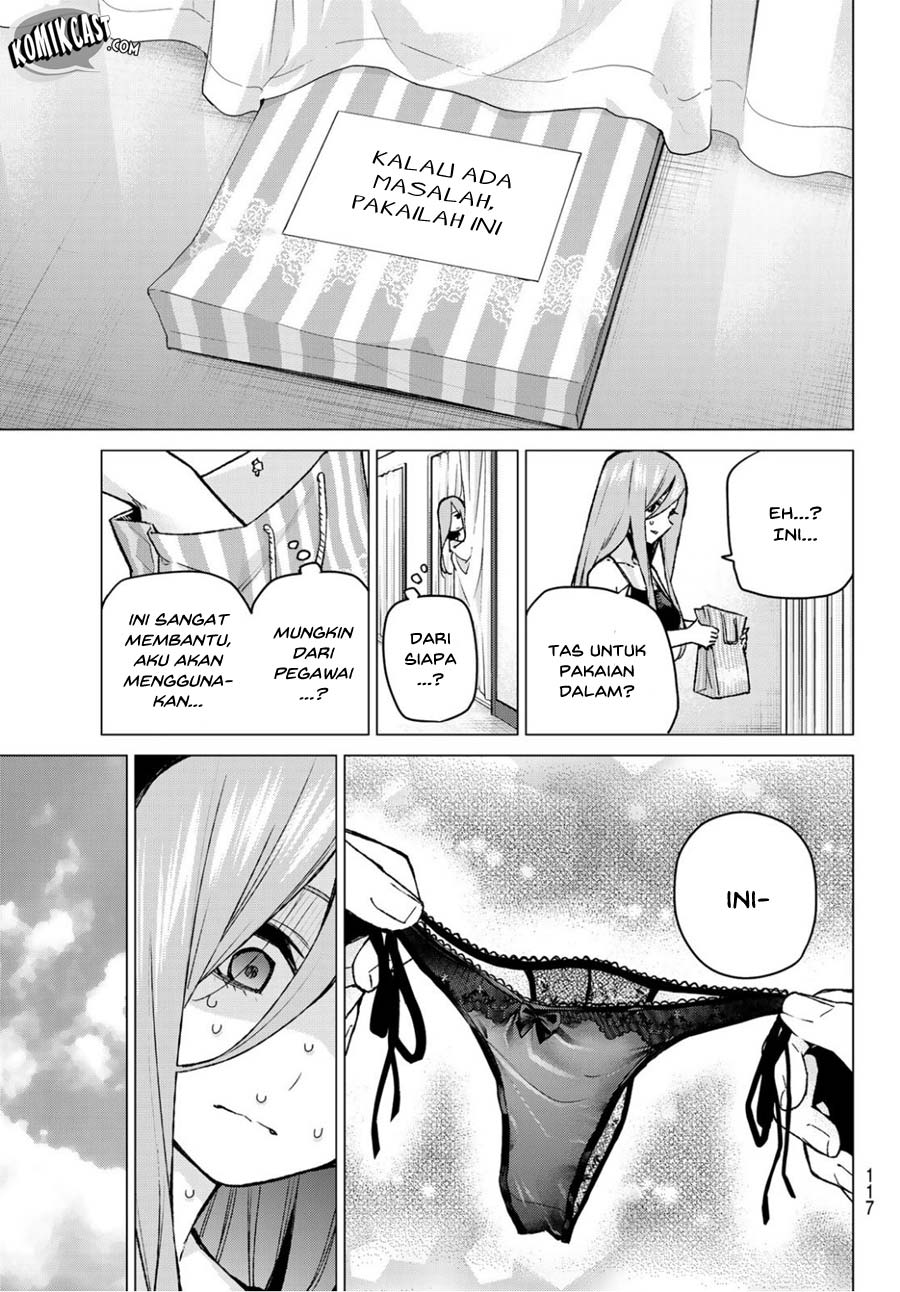 KOMIKCAST
.COM
KALAU ADA
MASALAH,
PAKAILAH INI
EH...?
INI...
TAS UNTUK
PAKAIAN
DALAM?
DARI
SIAPA
...?
MUNGKIN
DARI
PEGAWAI
...?
INI SANGAT
MEMBANTU,
AKU AKAN
MENGGUNA-
KAN...
INI-
117